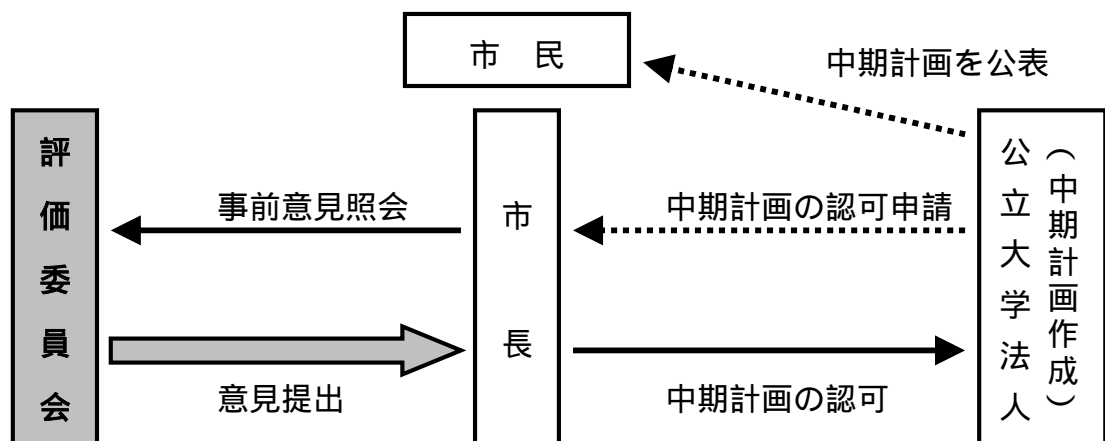 市　民
中期計画を公表
評価委員会
事前意見照会
市長
中期計画の認可申請
公立大学法人
（中期計画作成）
意見提出
中期計画の認可